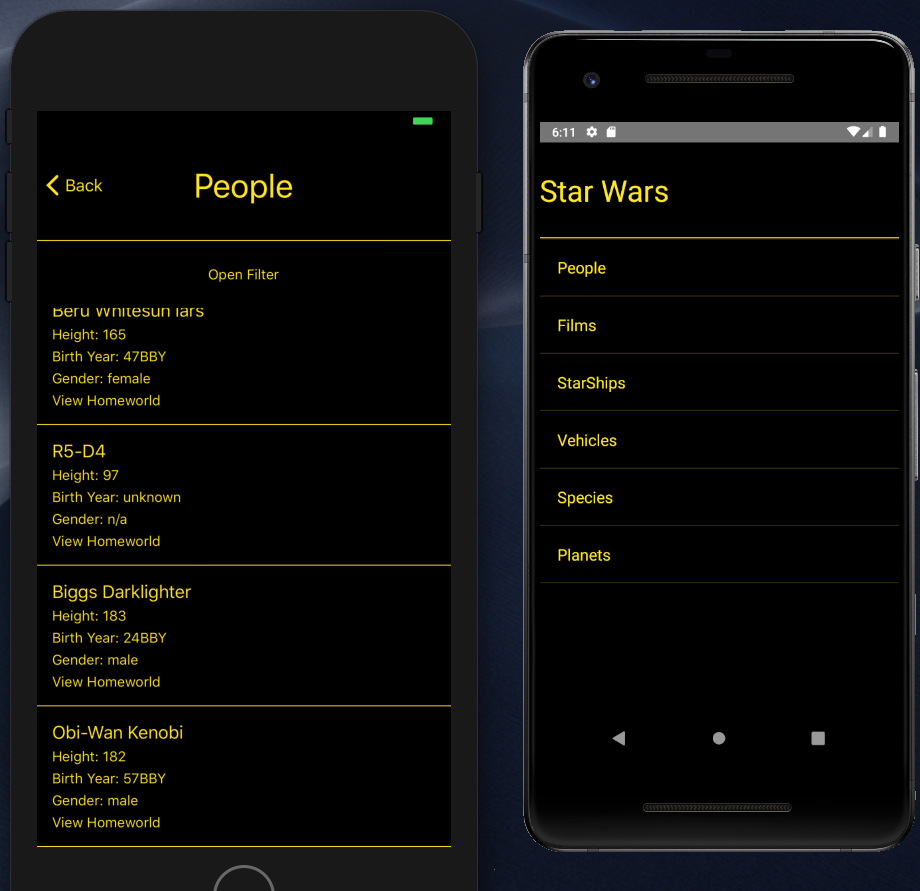 Back
People
Open Filter
Beru Whitesun lars
Height: 165
Birth Year: 47BBY
Gender: female
View Homeworld
R5-D4
Height: 97
Birth Year: unknown
Gender: n/a
View Homeworld
Biggs Darklighter
Height: 183
Birth Year: 24BBY
Gender: male
View Homeworld
Obi-Wan Kenobi
Height: 182
Birth Year: 57BBY
Gender: male
View Homeworld
6:11
Star Wars
People
Films
StarShips
Vehicles
Species
Planets